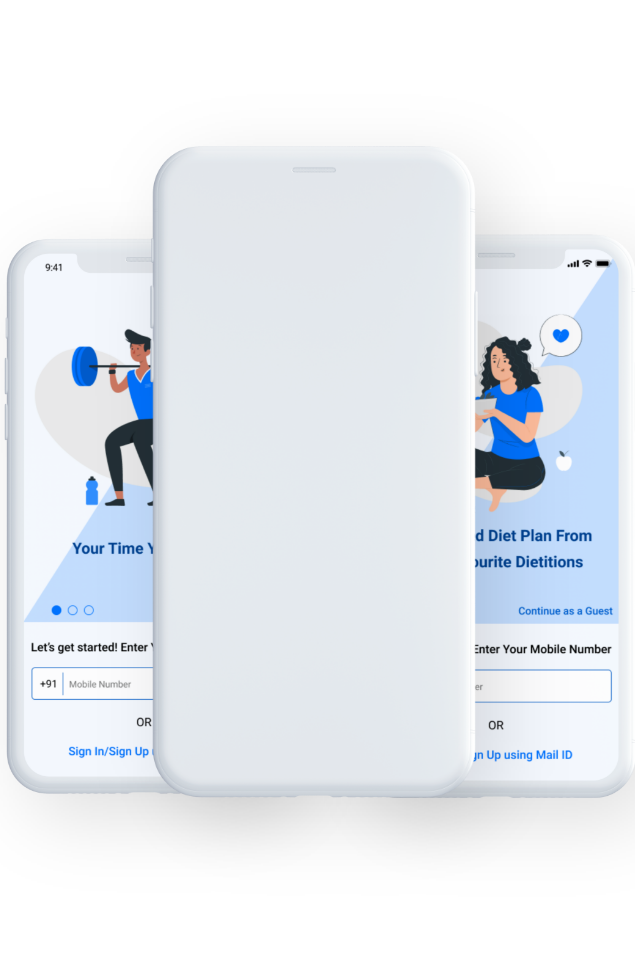 9:41
Your Time Y
Let's get started! Enter
+91 Mobile Number
OR
Sign In/Sign Up
d Diet Plan From
ourite Dietitions
Continue as a Guest
Enter Your Mobile Number
er
OR
n Up using Mail ID